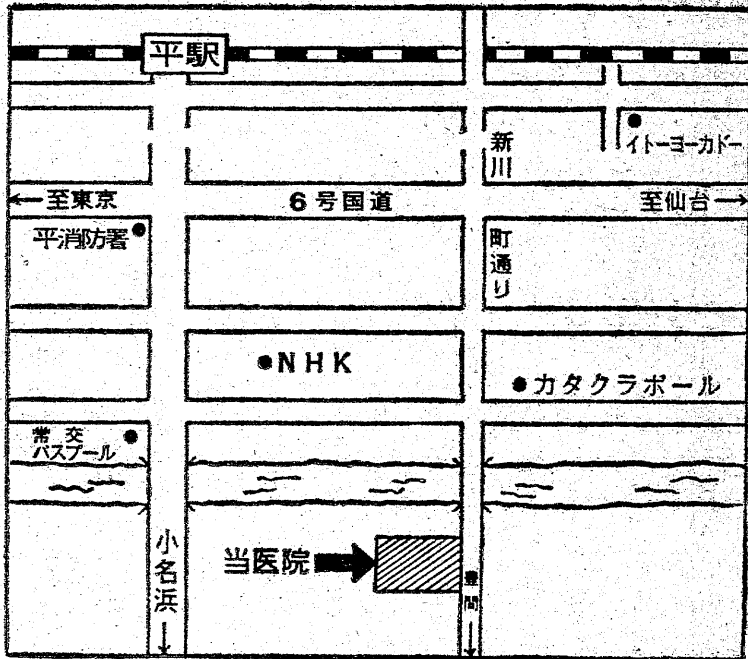 平駅
新川
イトーヨーカドー
←至東京
6号国道
至仙台→
平消防署
町通り
NHK
カタクラボール
常交
バスプール
小名浜
当医院
豊間